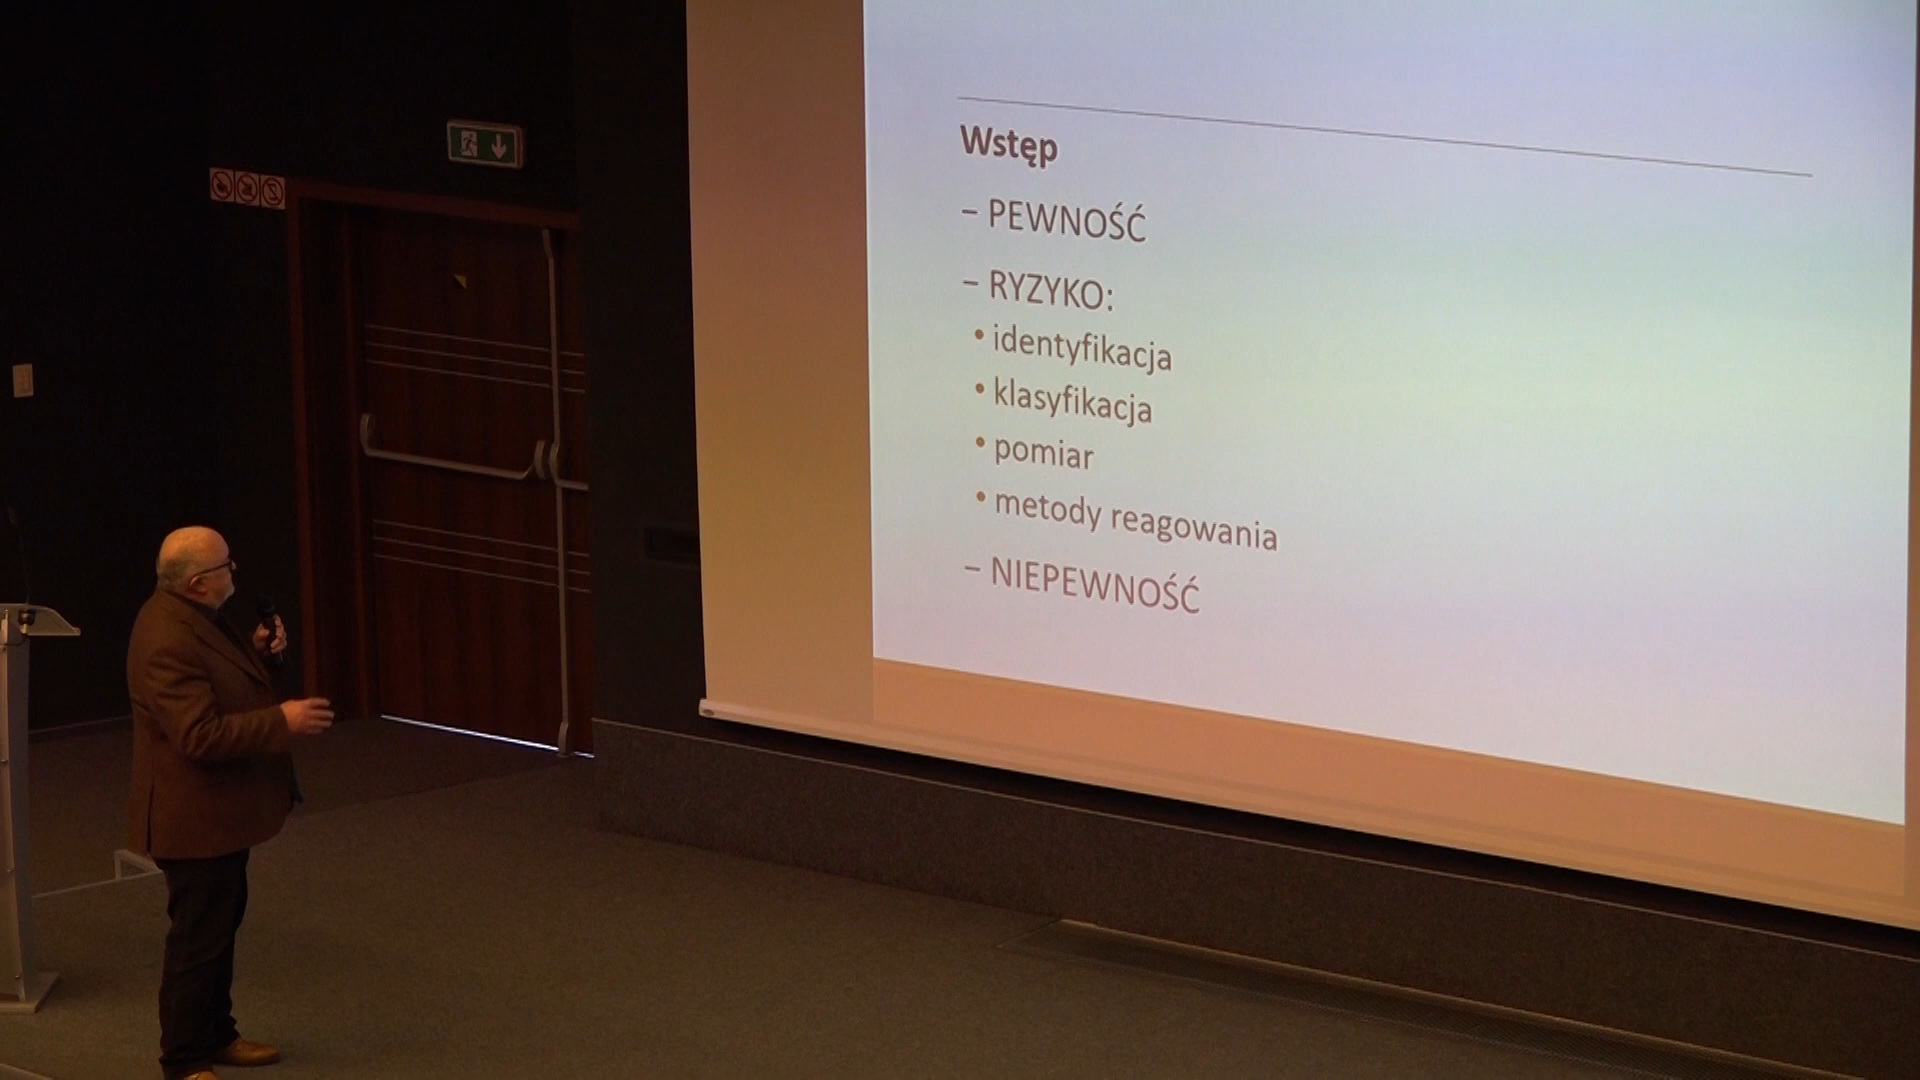 Wstęp
– PEWNOŚĆ
– RYZYKO:
• identyfikacja
• klasyfikacja
• pomiar
• metody reagowania
– NIEPEWNOŚĆ